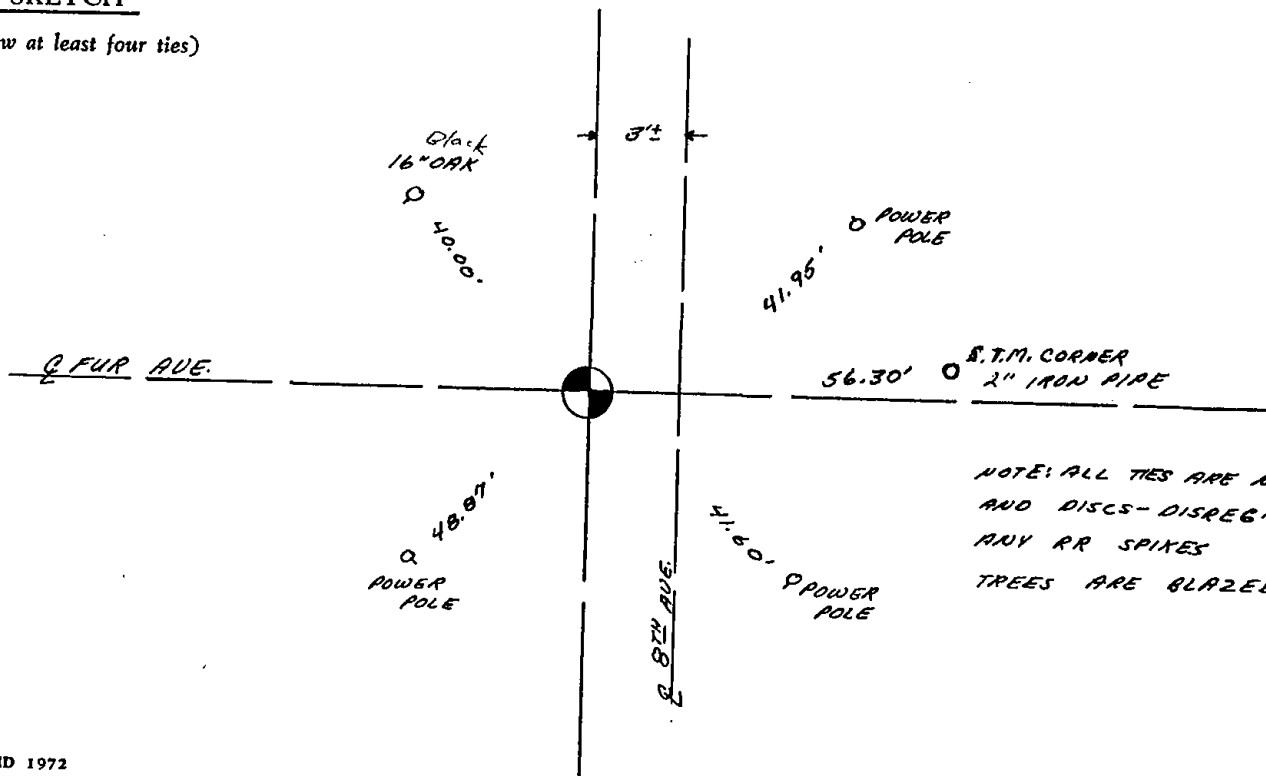 SKETCH
w at least four ties)
Black
16" OAK
40.00'
3'±
POWER
POLE
41.95'
℄ FUR AVE.
56.30'
S.T.M. CORNER
2" IRON PIPE
48.87'
POWER
POLE
41.60'
POWER
POLE
℄ 8TH AVE.
NOTE: ALL TIES ARE N
AND DISCS - DISREG
ANY RR SPIKES
TREES ARE BLAZE
D 1972